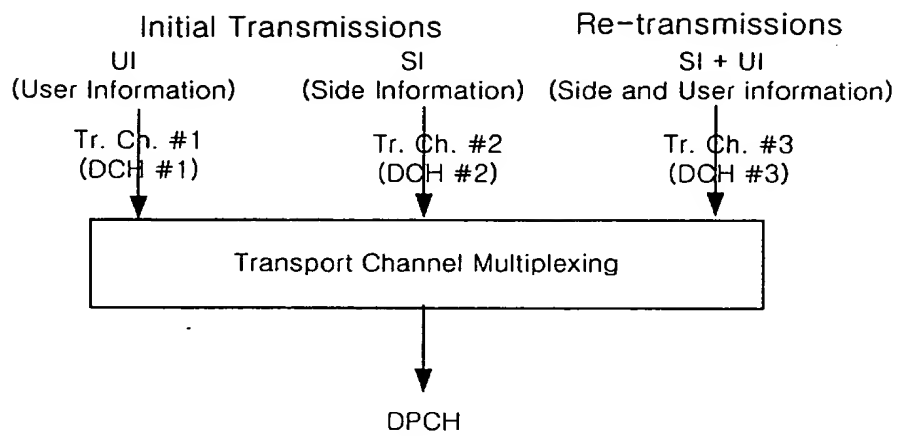 Initial Transmissions Re-transmissions
UI SI SI + UI
(User Information) (Side Information) (Side and User information)
Tr. Ch. #1 Tr. Ch. #2 Tr. Ch. #3
(DCH #1) (DCH #2) (DCH #3)
Transport Channel Multiplexing
DPCH